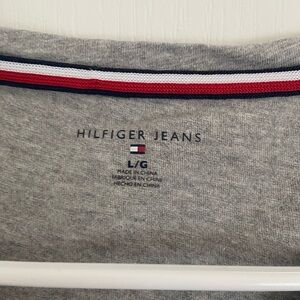 HILFIGER JEANS
L/G
MADE IN CHINA
FABRIQUÉ EN CHINE
HECHO EN CHINA